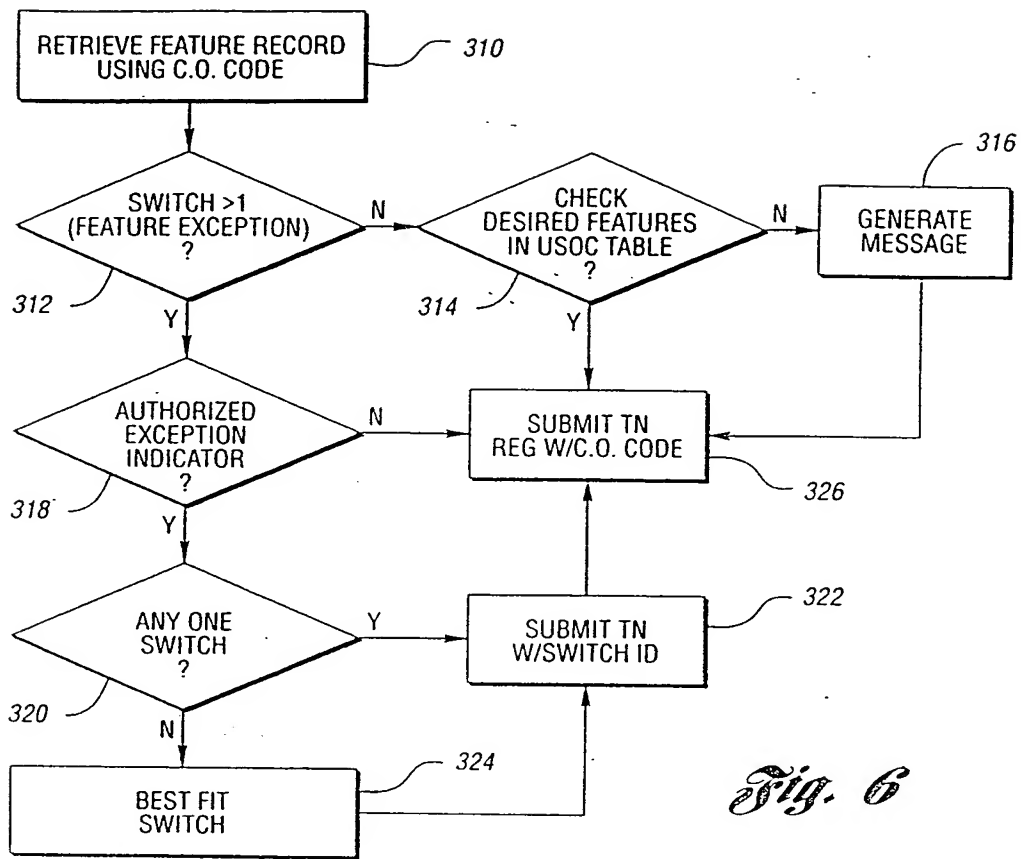 RETRIEVE FEATURE RECORD
USING C.O. CODE
310
SWITCH >1
(FEATURE EXCEPTION)
?
312
N
Y
CHECK
DESIRED FEATURES
IN USOC TABLE
?
314
N
Y
316
GENERATE
MESSAGE
AUTHORIZED
EXCEPTION
INDICATOR
?
318
N
Y
SUBMIT TN
REG W/C.O. CODE
326
ANY ONE
SWITCH
?
320
Y
N
SUBMIT TN
W/SWITCH ID
322
BEST FIT
SWITCH
324
Fig. 6